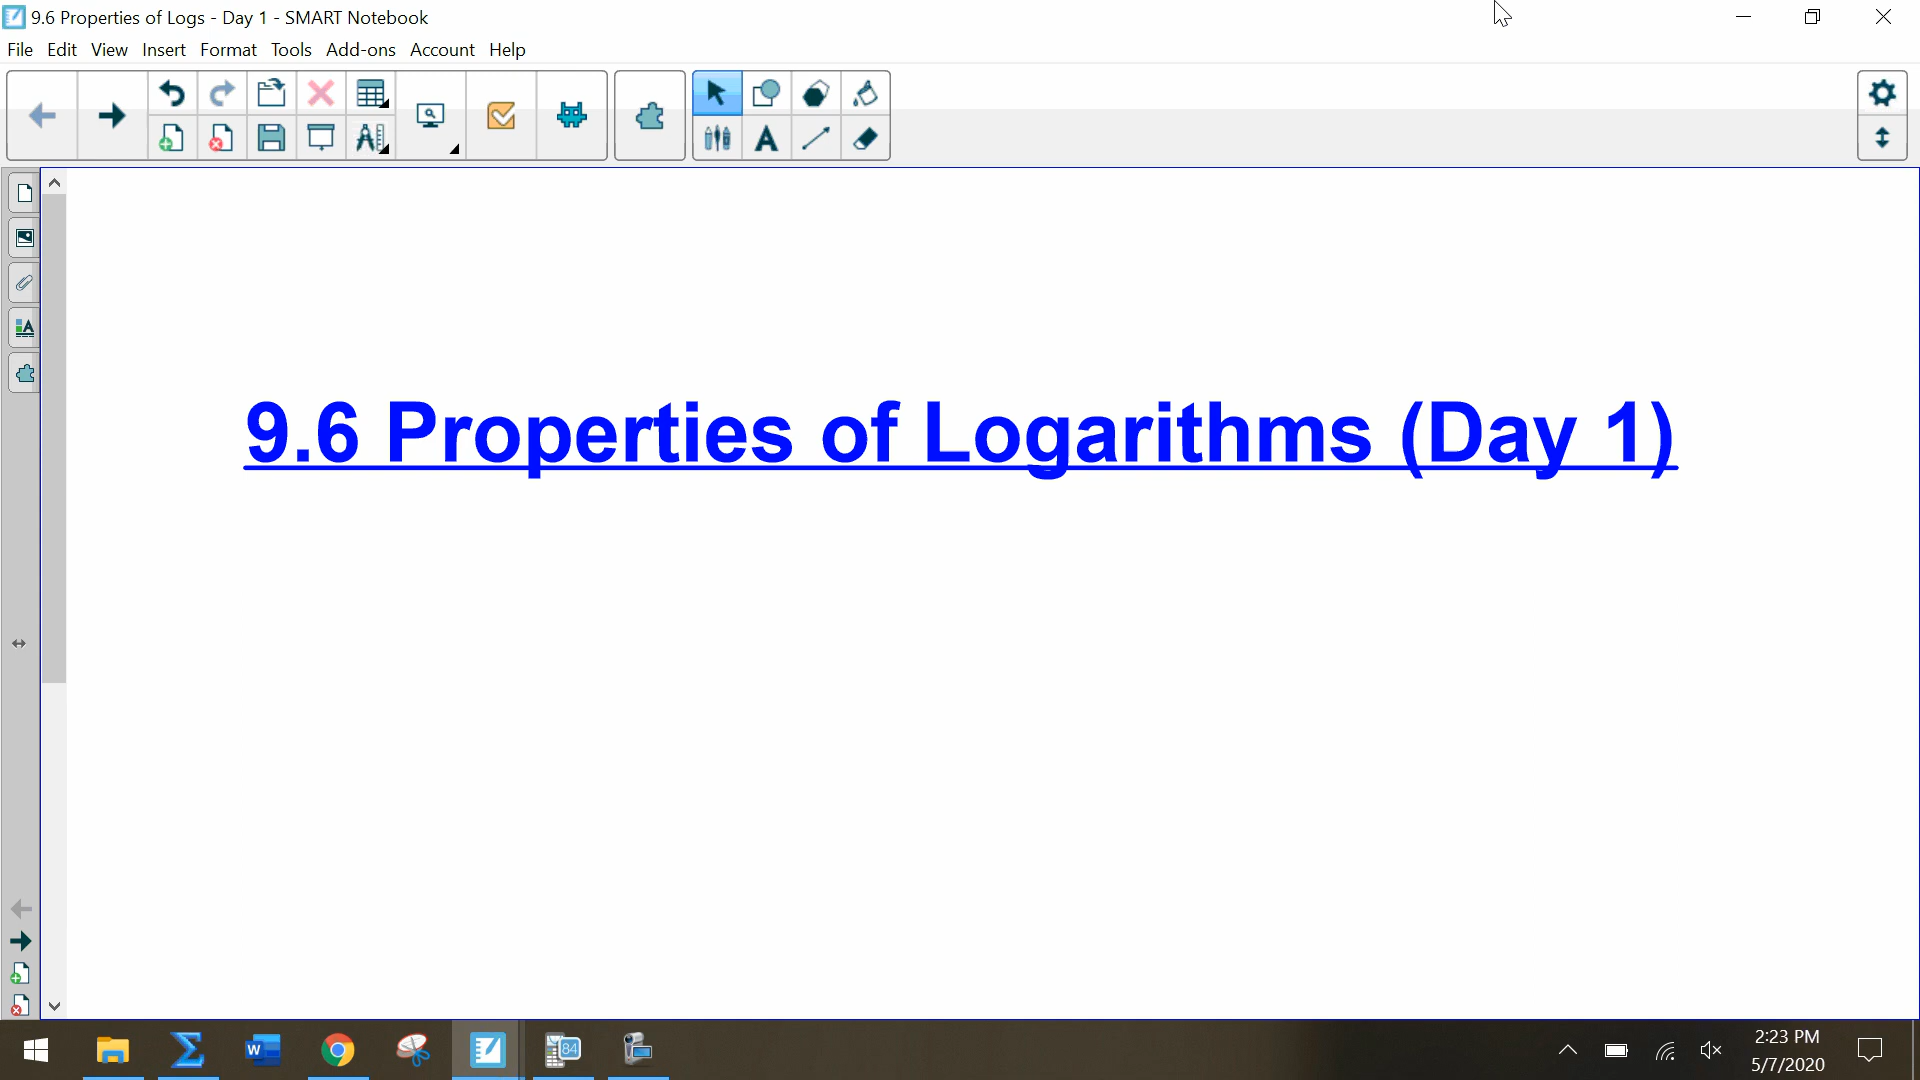 9.6 Properties of Logs - Day 1 - SMART Notebook
File Edit View Insert Format Tools Add-ons Account Help
9.6 Properties of Logarithms (Day 1)
84
2:23 PM
5/7/2020